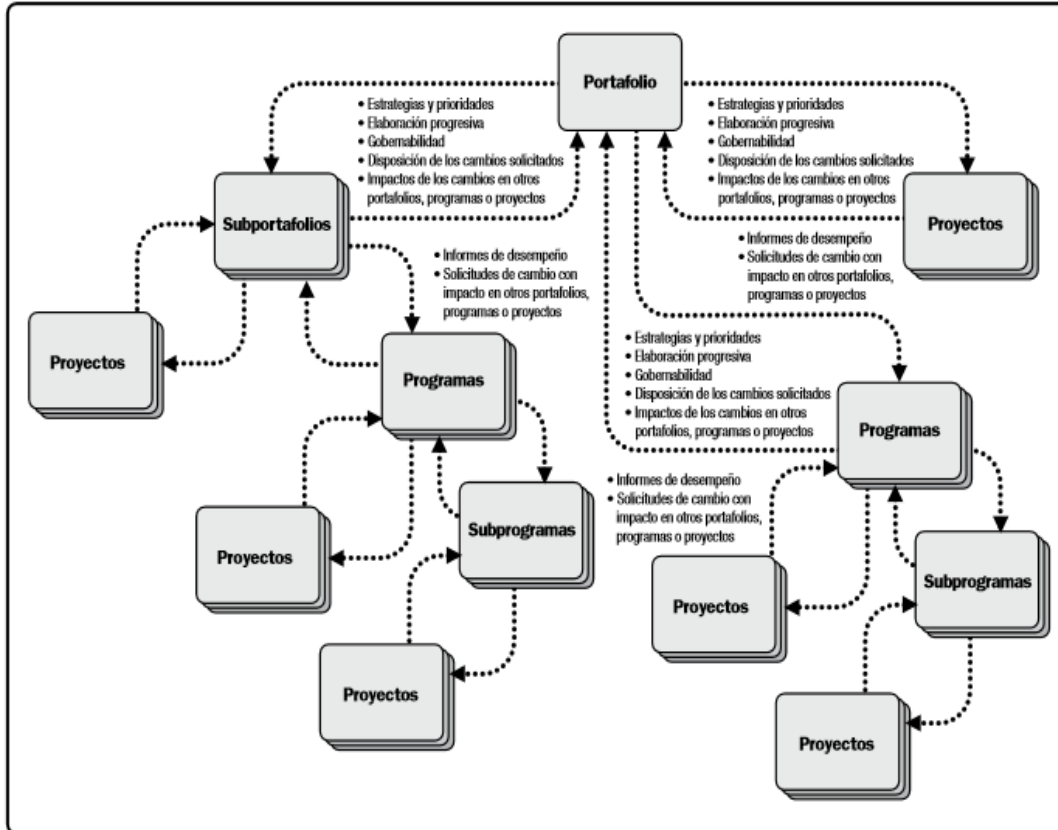 Portafolio
• Estrategias y prioridades
• Elaboración progresiva
• Gobernabilidad
• Disposición de los cambios solicitados
• Impactos de los cambios en otros
portafolios, programas o proyectos
• Estrategias y prioridades
• Elaboración progresiva
• Gobernabilidad
• Disposición de los cambios solicitados
• Impactos de los cambios en otros
portafolios, programas o proyectos
Subportafolios
Proyectos
• Informes de desempeño
• Solicitudes de cambio con
impacto en otros portafolios,
programas o proyectos
• Informes de desempeño
• Solicitudes de cambio con
impacto en otros portafolios,
programas o proyectos
Proyectos
Programas
• Estrategias y prioridades
• Elaboración progresiva
• Gobernabilidad
• Disposición de los cambios solicitados
• Impactos de los cambios en otros
portafolios, programas o proyectos
Programas
• Informes de desempeño
• Solicitudes de cambio con
impacto en otros portafolios,
programas o proyectos
Proyectos
Subprogramas
Proyectos
Subprogramas
Proyectos
Proyectos